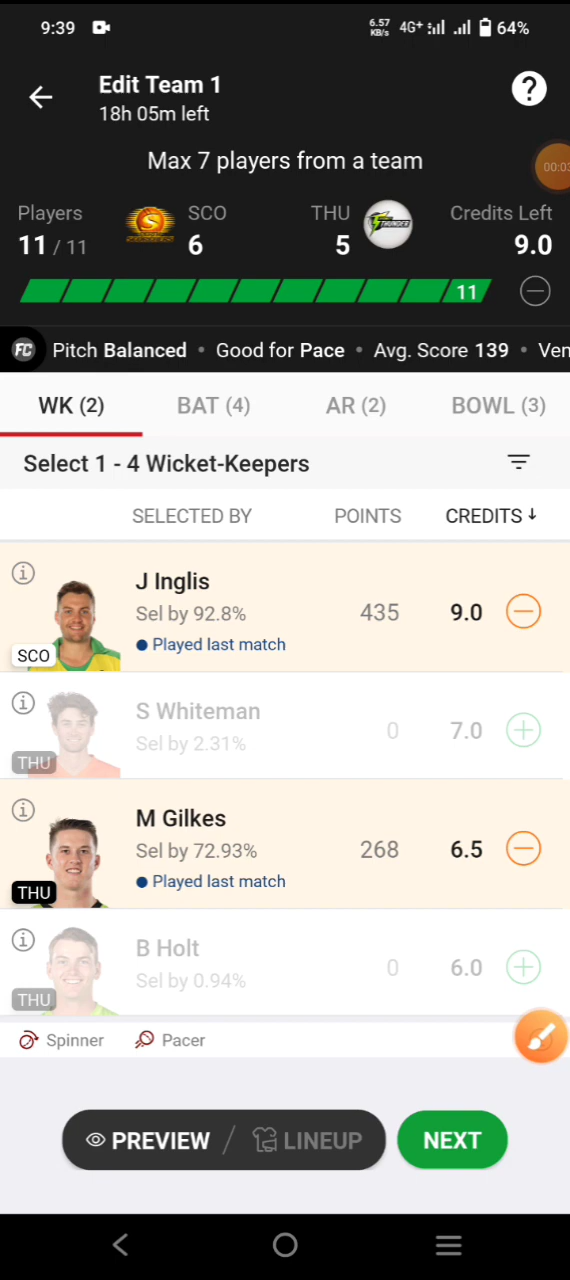 9:39 6.57 KB/s 4G+ 64%
Edit Team 1
18h 05m left
?
Max 7 players from a team
00:03
Players SCO THU Credits Left
11 / 11 6 5 9.0
11
FC Pitch Balanced • Good for Pace • Avg. Score 139 • Ven
WK (2) BAT (4) AR (2) BOWL (3)
Select 1 - 4 Wicket-Keepers
SELECTED BY POINTS CREDITS ↓
J Inglis
Sel by 92.8% 435 9.0
Played last match
SCO
S Whiteman
Sel by 2.31% 0 7.0
THU
M Gilkes
Sel by 72.93% 268 6.5
Played last match
THU
B Holt
Sel by 0.94% 0 6.0
THU
Spinner Pacer
PREVIEW / LINEUP NEXT